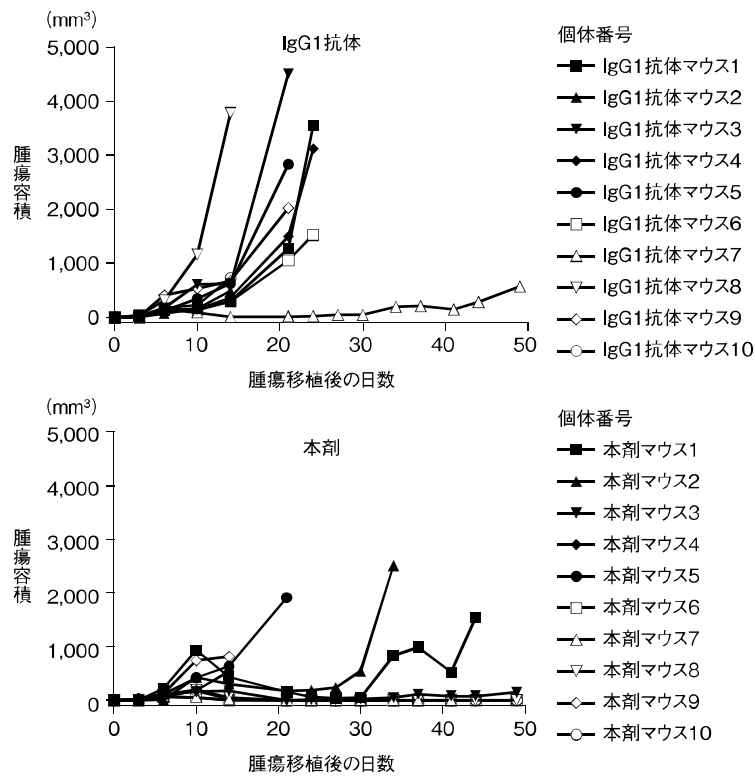 (mm³)
IgG1抗体
5,000
4,000
3,000
2,000
1,000
0
腫瘍容積
0 10 20 30 40 50
腫瘍移植後の日数
個体番号
IgG1抗体マウス1
IgG1抗体マウス2
IgG1抗体マウス3
IgG1抗体マウス4
IgG1抗体マウス5
IgG1抗体マウス6
IgG1抗体マウス7
IgG1抗体マウス8
IgG1抗体マウス9
IgG1抗体マウス10
(mm³)
本剤
5,000
4,000
3,000
2,000
1,000
0
腫瘍容積
0 10 20 30 40 50
腫瘍移植後の日数
個体番号
本剤マウス1
本剤マウス2
本剤マウス3
本剤マウス4
本剤マウス5
本剤マウス6
本剤マウス7
本剤マウス8
本剤マウス9
本剤マウス10